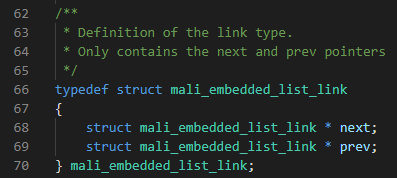 62 /**
63  * Definition of the link type.
64  * Only contains the next and prev pointers
65  */
66 typedef struct mali_embedded_list_link
67 {
68     struct mali_embedded_list_link * next;
69     struct mali_embedded_list_link * prev;
70 } mali_embedded_list_link;